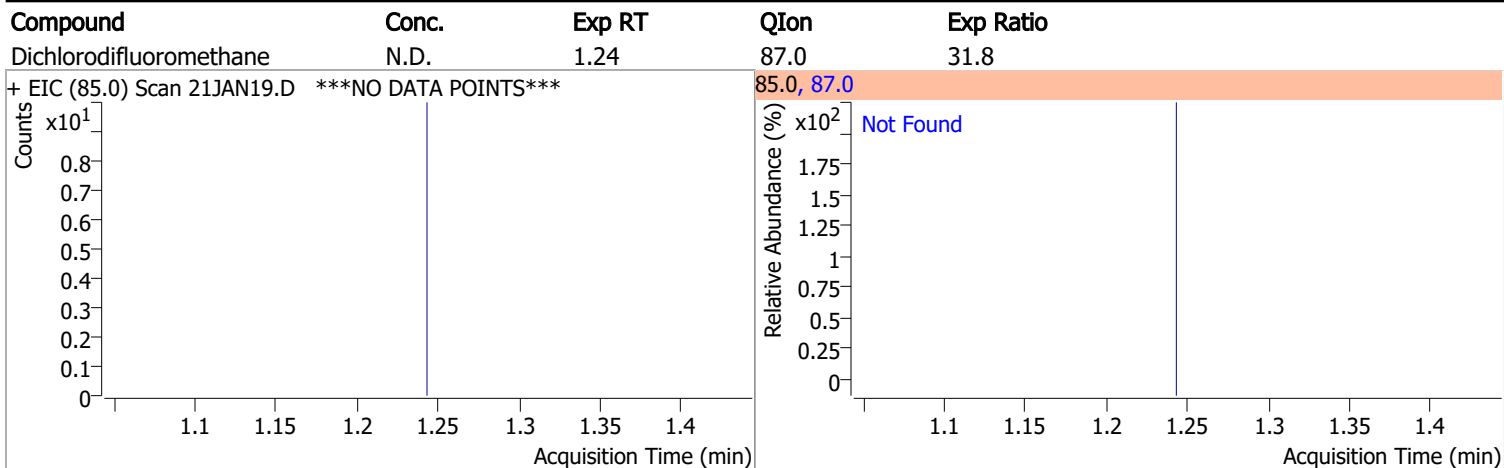 Compound Conc. Exp RT QIon Exp Ratio
Dichlorodifluoromethane N.D. 1.24 87.0 31.8
+ EIC (85.0) Scan 21JAN19.D ***NO DATA POINTS***
Counts
x10¹
0.8
0.7
0.6
0.5
0.4
0.3
0.2
0.1
0
1.1 1.15 1.2 1.25 1.3 1.35 1.4
Acquisition Time (min)
85.0, 87.0
Relative Abundance (%)
x10²
Not Found
1.75
1.5
1.25
1
0.75
0.5
0.25
0
1.1 1.15 1.2 1.25 1.3 1.35 1.4
Acquisition Time (min)